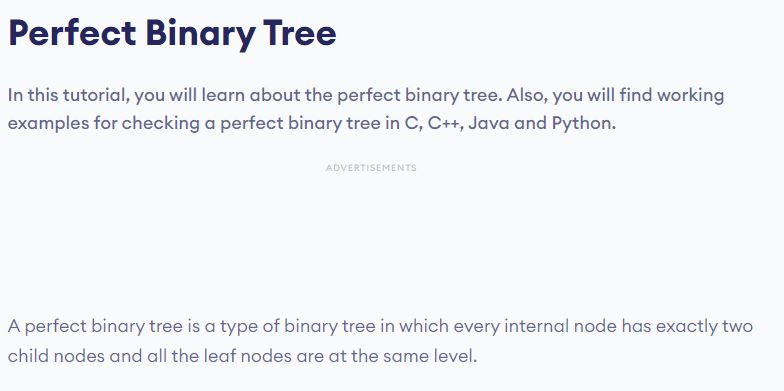 Perfect Binary Tree
In this tutorial, you will learn about the perfect binary tree. Also, you will find working
examples for checking a perfect binary tree in C, C++, Java and Python.
ADVERTISEMENTS
A perfect binary tree is a type of binary tree in which every internal node has exactly two
child nodes and all the leaf nodes are at the same level.